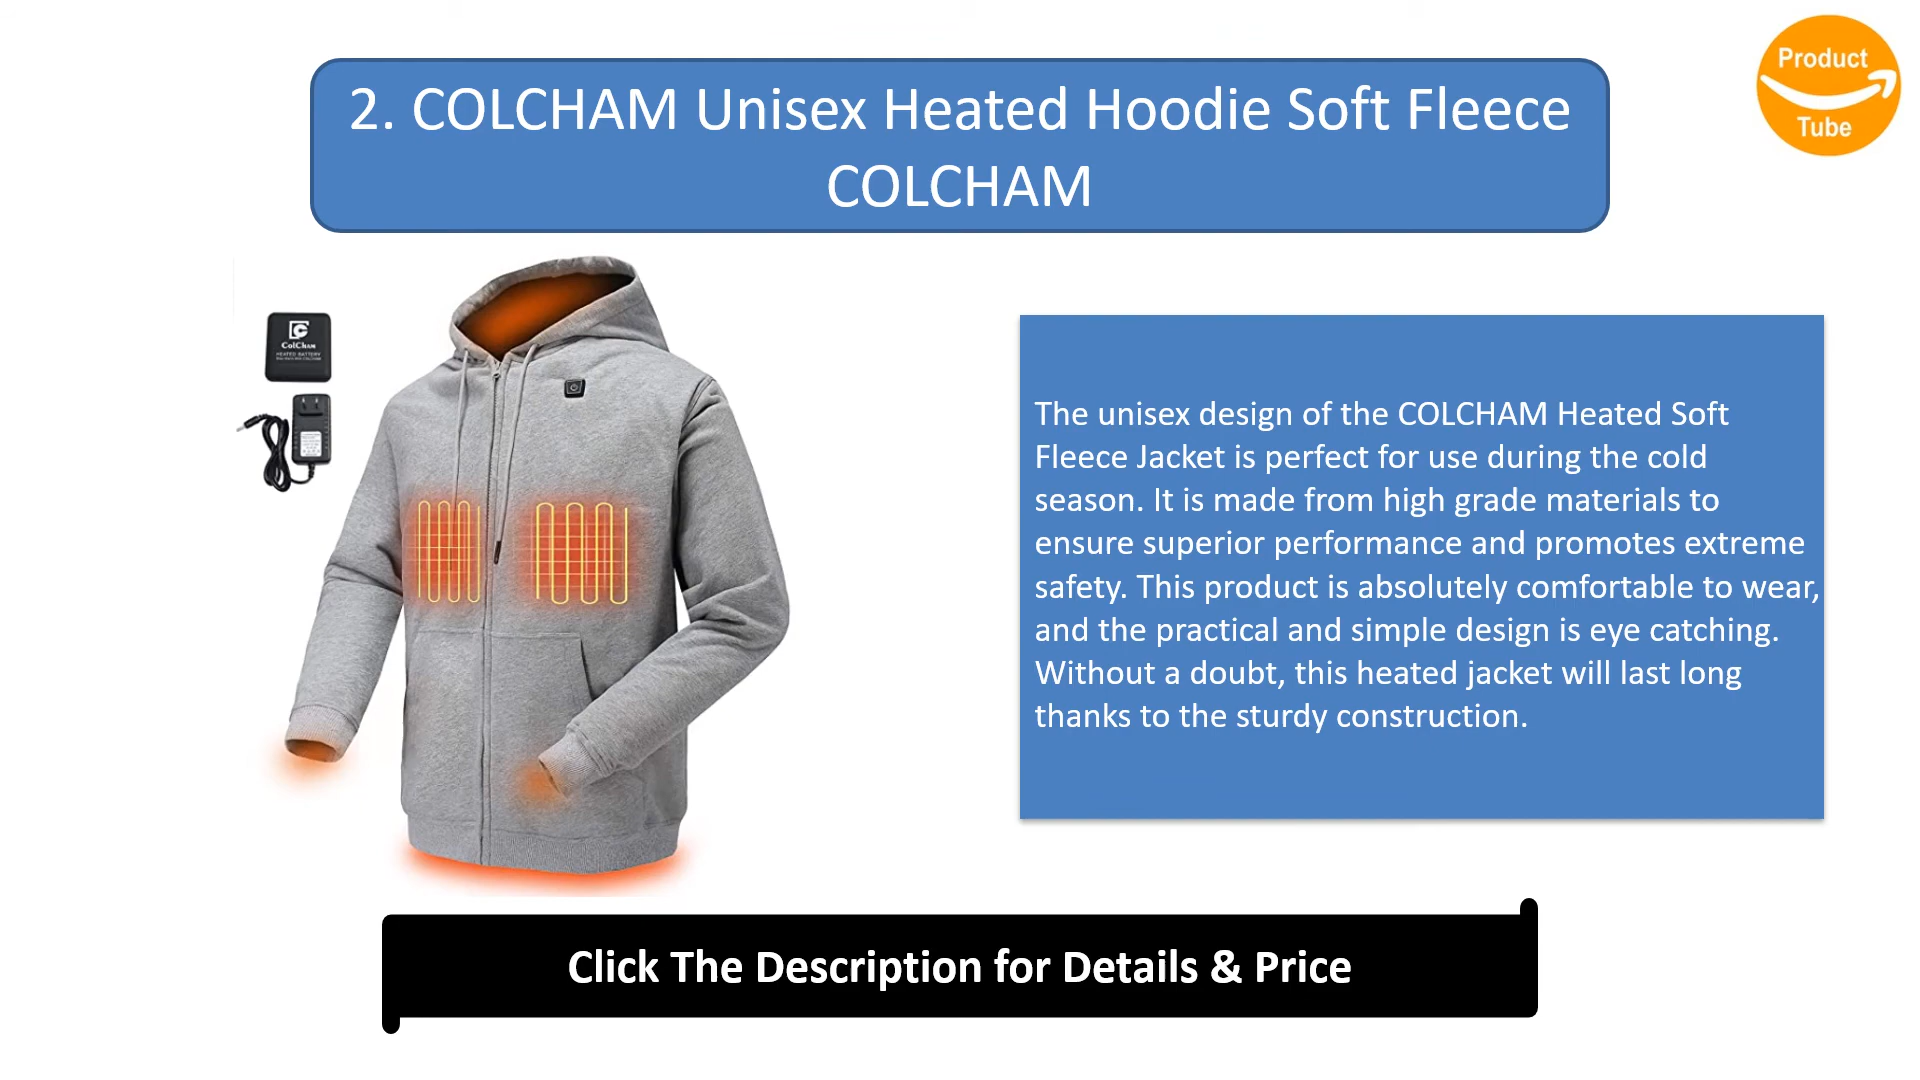 Product
Tube
2. COLCHAM Unisex Heated Hoodie Soft Fleece
COLCHAM
ColCham
HEATED BATTERY
The unisex design of the COLCHAM Heated Soft
Fleece Jacket is perfect for use during the cold
season. It is made from high grade materials to
ensure superior performance and promotes extreme
safety. This product is absolutely comfortable to wear,
and the practical and simple design is eye catching.
Without a doubt, this heated jacket will last long
thanks to the sturdy construction.
Click The Description for Details & Price